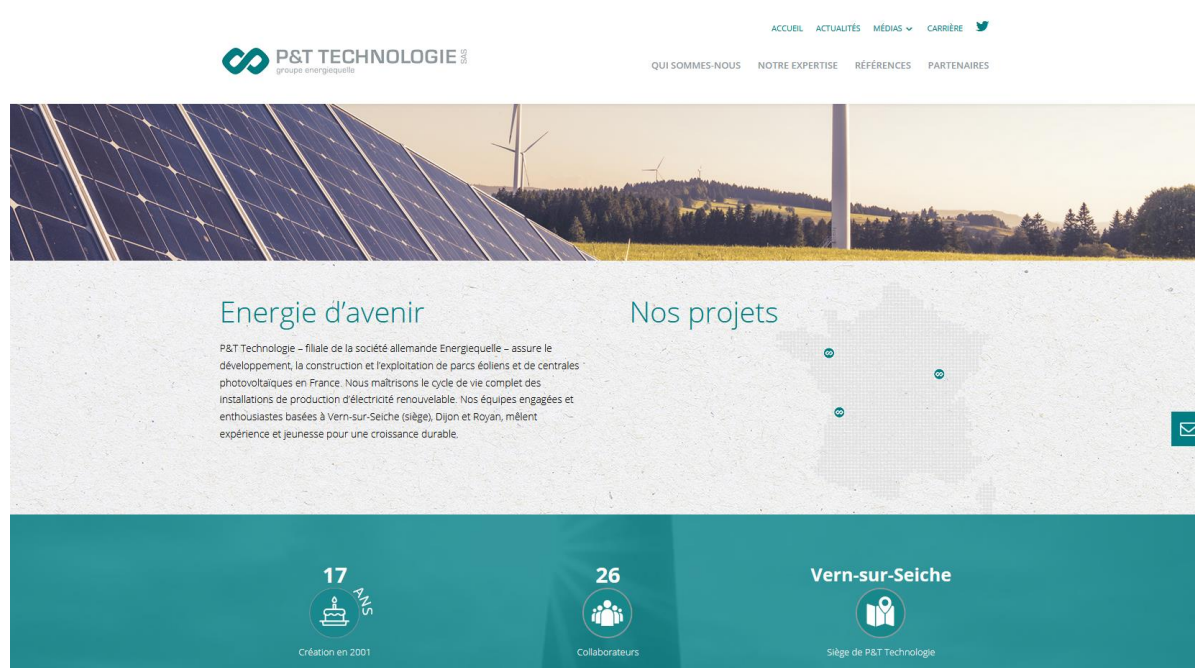 ACCUEIL ACTUALITÉS MÉDIAS CARRIÈRE
P&T TECHNOLOGIE SAS
groupe energiequelle
QUI SOMMES-NOUS NOTRE EXPERTISE RÉFÉRENCES PARTENAIRES
Energie d'avenir
P&T Technologie – filiale de la société allemande Energiequelle – assure le
développement, la construction et l'exploitation de parcs éoliens et de centrales
photovoltaïques en France. Nous maîtrisons le cycle de vie complet des
installations de production d'électricité renouvelable. Nos équipes engagées et
enthousiastes basées à Vern-sur-Seiche (siège), Dijon et Royan, mêlent
expérience et jeunesse pour une croissance durable.
Nos projets
17
ANS
Création en 2001
26
Collaborateurs
Vern-sur-Seiche
Siège de P&T Technologie